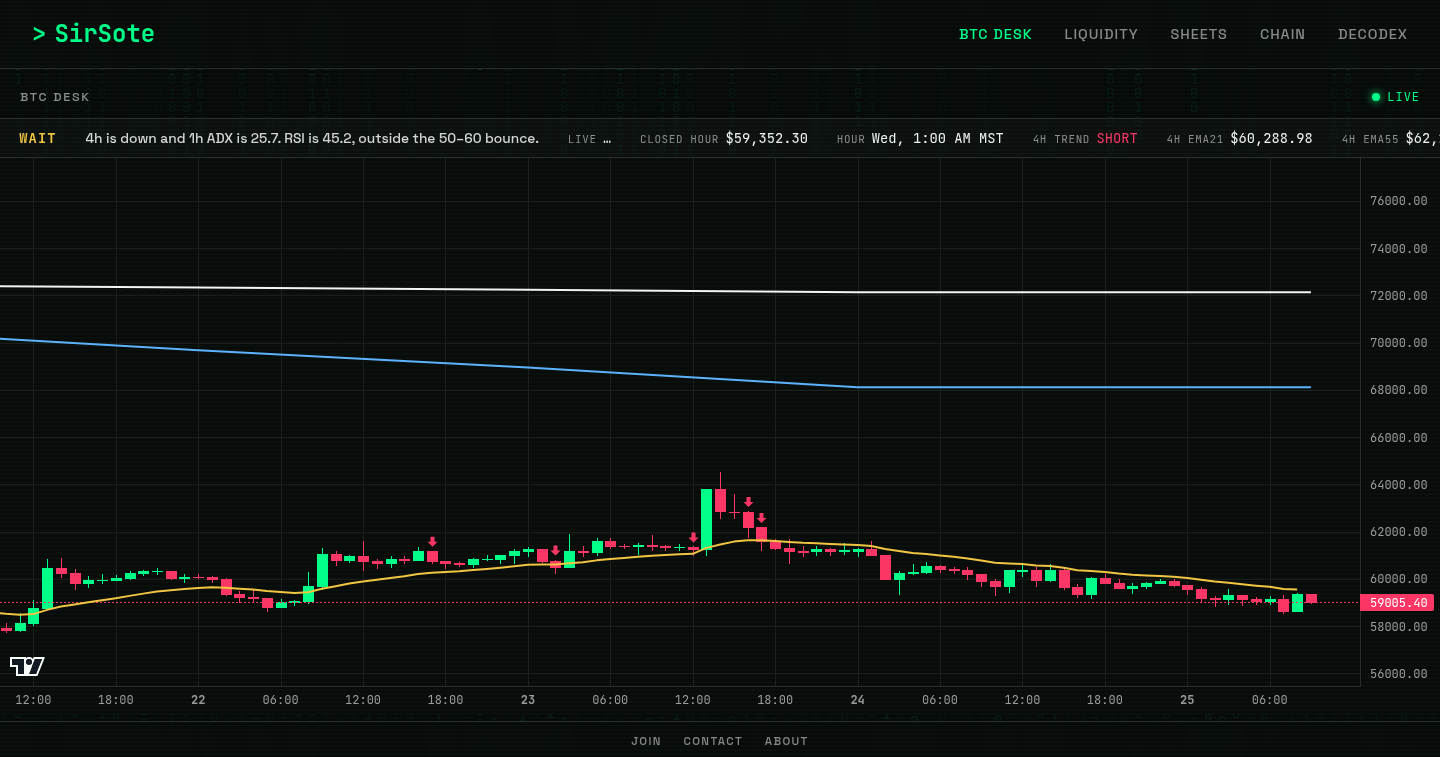 > SirSote
BTC DESK LIQUIDITY SHEETS CHAIN DECODEX
BTC DESK
LIVE
WAIT 4h is down and 1h ADX is 25.7. RSI is 45.2, outside the 50–60 bounce. LIVE … CLOSED HOUR $59,352.30 HOUR Wed, 1:00 AM MST 4H TREND SHORT 4H EMA21 $60,288.98 4H EMA55 $62,
76000.00
74000.00
72000.00
70000.00
68000.00
66000.00
64000.00
62000.00
60000.00
59005.40
58000.00
56000.00
12:00 18:00 22 06:00 12:00 18:00 23 06:00 12:00 18:00 24 06:00 12:00 18:00 25 06:00
JOIN CONTACT ABOUT